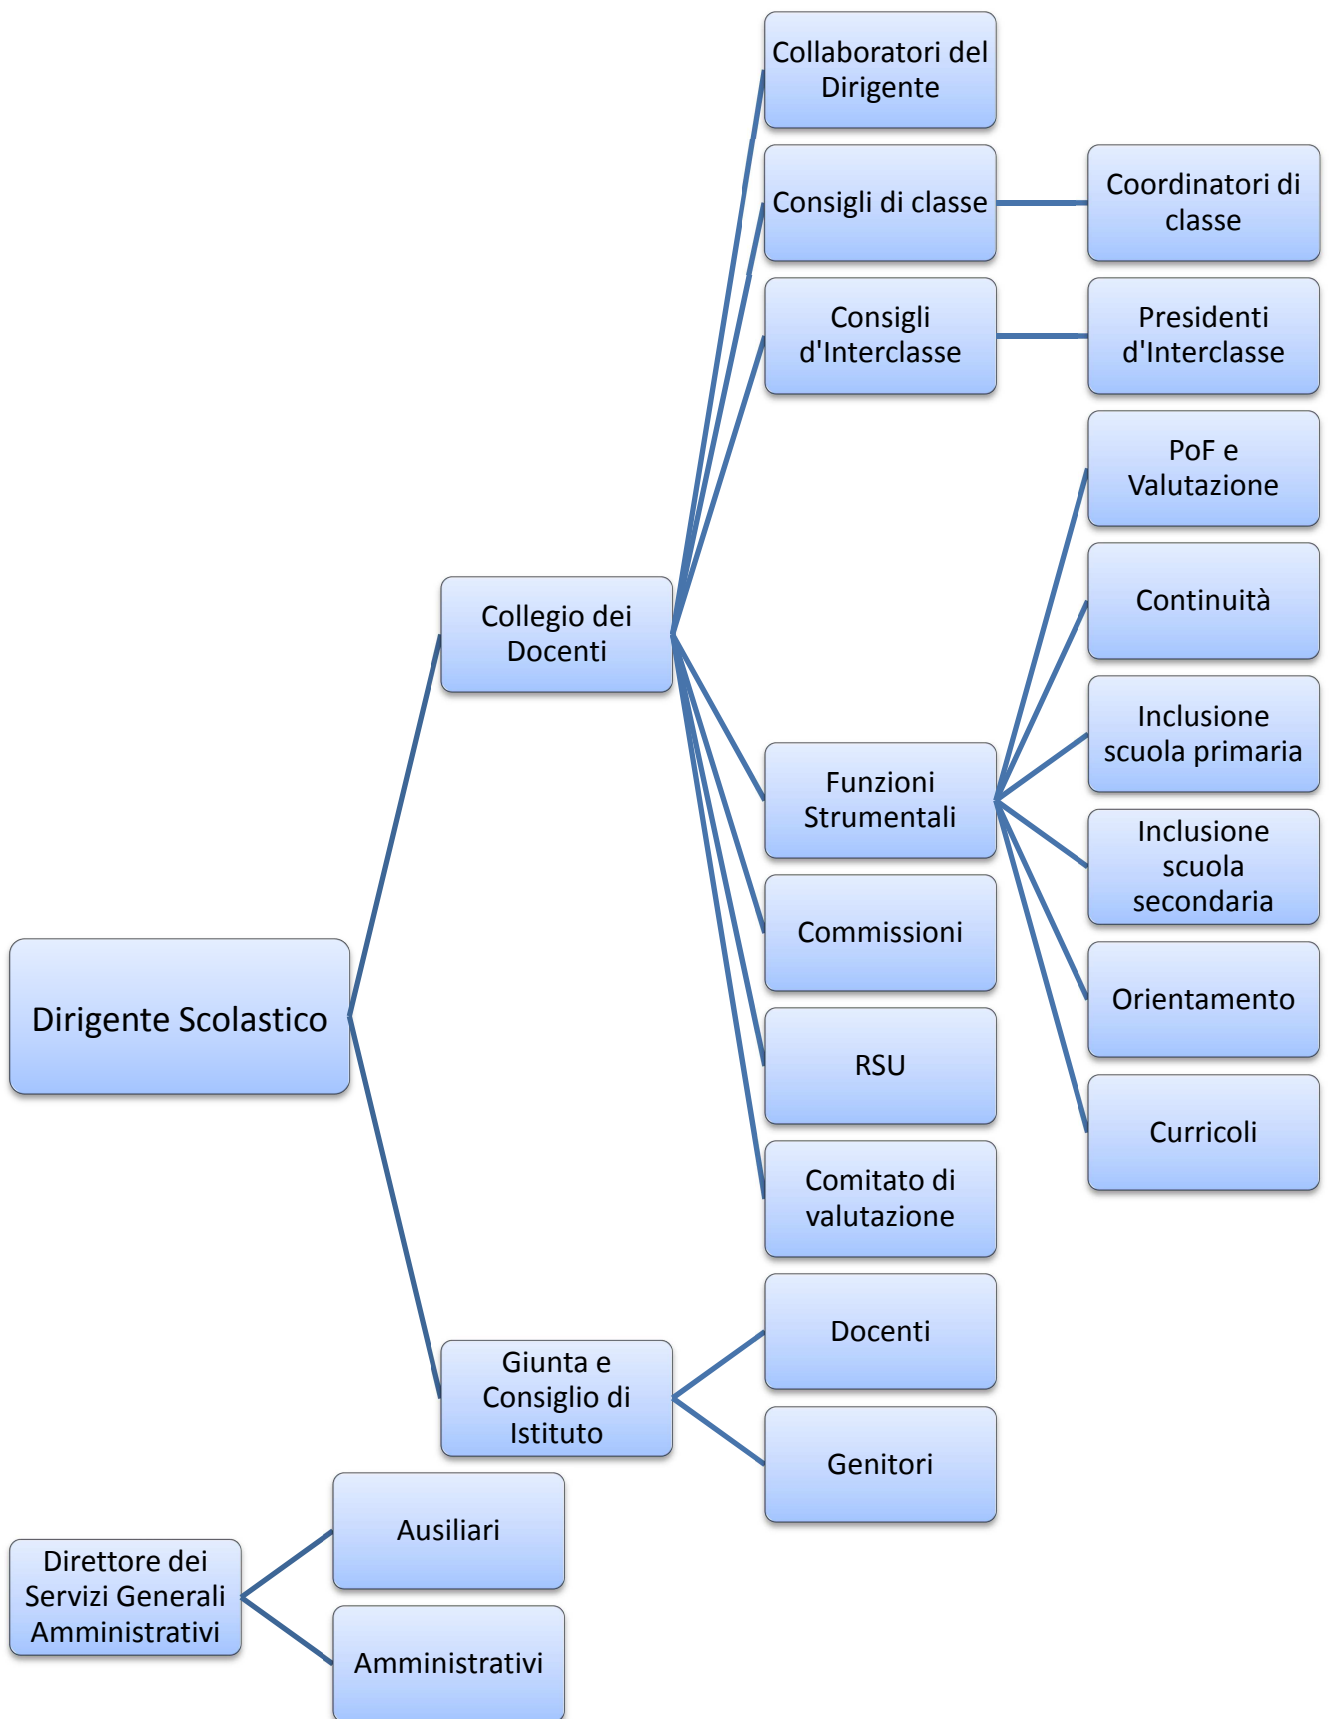 Collaboratori del
Dirigente
Consigli di classe
Coordinatori di
classe
Consigli
d'Interclasse
Presidenti
d'Interclasse
PoF e
Valutazione
Continuità
Collegio dei
Docenti
Inclusione
scuola primaria
Funzioni
Strumentali
Inclusione
scuola
secondaria
Commissioni
Orientamento
Dirigente Scolastico
RSU
Curricoli
Comitato di
valutazione
Docenti
Giunta e
Consiglio di
Istituto
Genitori
Ausiliari
Direttore dei
Servizi Generali
Amministrativi
Amministrativi